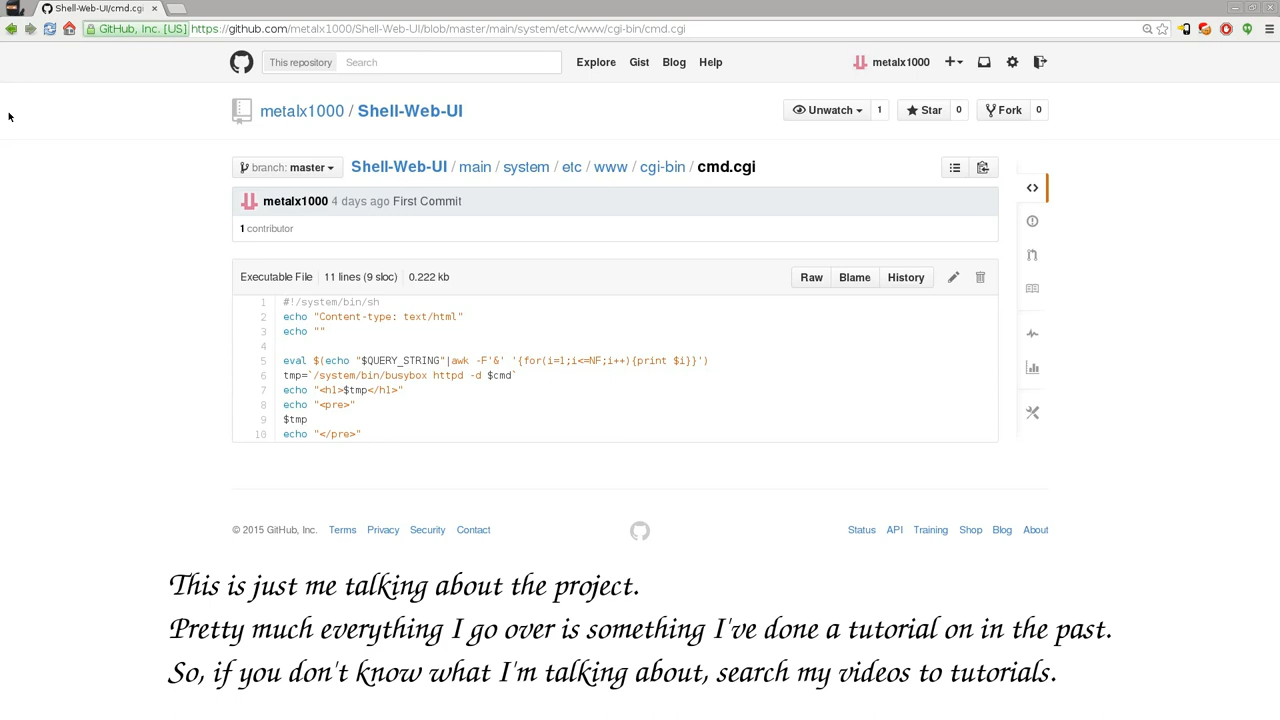 Shell-Web-UI/cmd.cgi
GitHub, Inc. [US] https://github.com/metalx1000/Shell-Web-UI/blob/master/main/system/etc/www/cgi-bin/cmd.cgi
This repository Search Explore Gist Blog Help metalx1000
metalx1000 / Shell-Web-UI Unwatch 1 Star 0 Fork 0
branch: master Shell-Web-UI / main / system / etc / www / cgi-bin / cmd.cgi
metalx1000 4 days ago First Commit
1 contributor
Executable File 11 lines (9 sloc) 0.222 kb Raw Blame History
1 #!/system/bin/sh
2 echo "Content-type: text/html"
3 echo ""
4
5 eval $(echo "$QUERY_STRING"|awk -F'&' '{for(i=1;i<=NF;i++){print $i}}')
6 tmp=`/system/bin/busybox httpd -d $cmd`
7 echo "<h1>$tmp</h1>"
8 echo "<pre>"
9 $tmp
10 echo "</pre>"
© 2015 GitHub, Inc. Terms Privacy Security Contact Status API Training Shop Blog About
This is just me talking about the project.
Pretty much everything I go over is something I've done a tutorial on in the past.
So, if you don't know what I'm talking about, search my videos to tutorials.